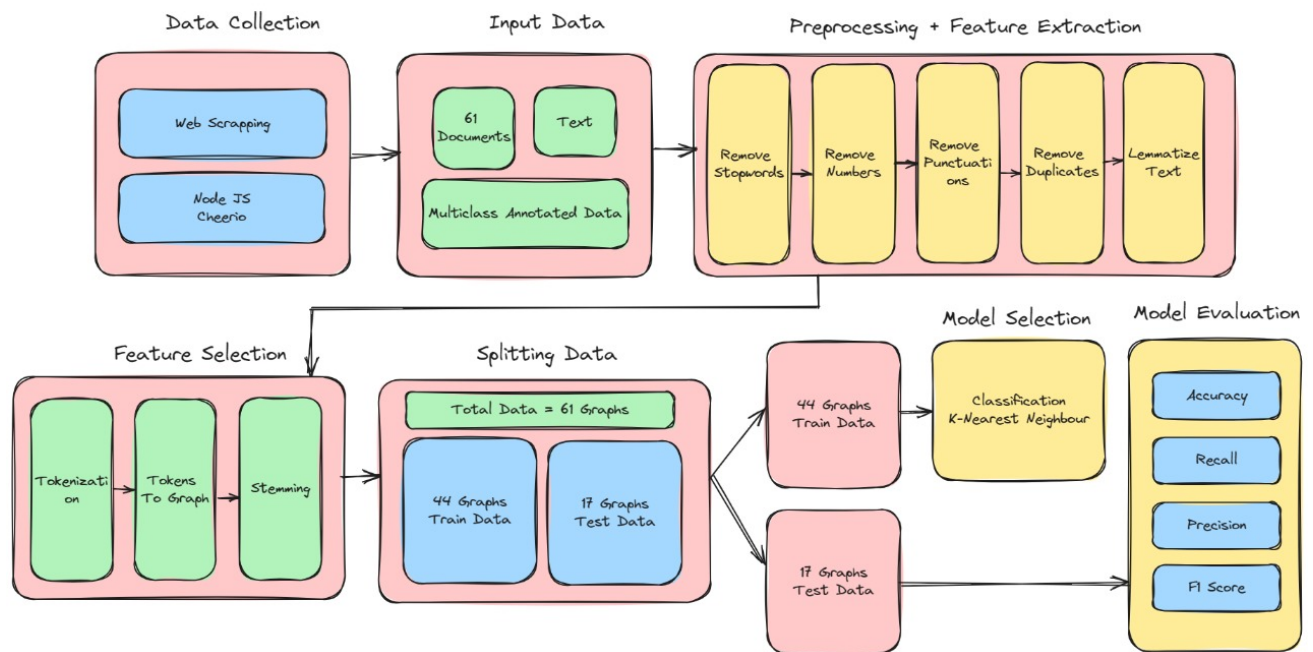 Data Collection
Input Data
Preprocessing + Feature Extraction
Web Scrapping
Node JS
Cheerio
61
Documents
Text
Multiclass Annotated Data
Remove
Stopwords
Remove
Numbers
Remove
Punctuati
ons
Remove
Duplicates
Lemmatize
Text
Feature Selection
Splitting Data
Model Selection
Model Evaluation
Tokenizati
on
Tokens
To Graph
Stemming
Total Data = 61 Graphs
44 Graphs
Train Data
17 Graphs
Test Data
44 Graphs
Train Data
17 Graphs
Test Data
Classification
K-Nearest Neighbour
Accuracy
Recall
Precision
F1 Score